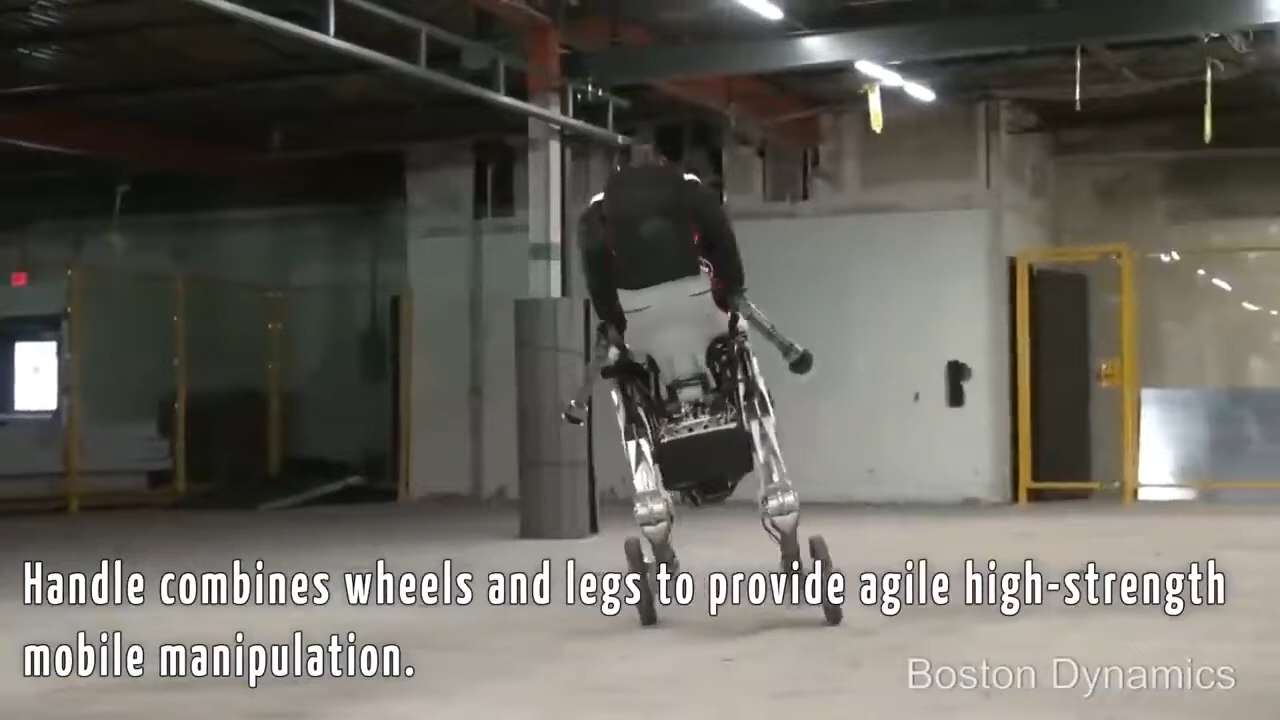 Handle combines wheels and legs to provide agile high-strength
mobile manipulation.
Boston Dynamics